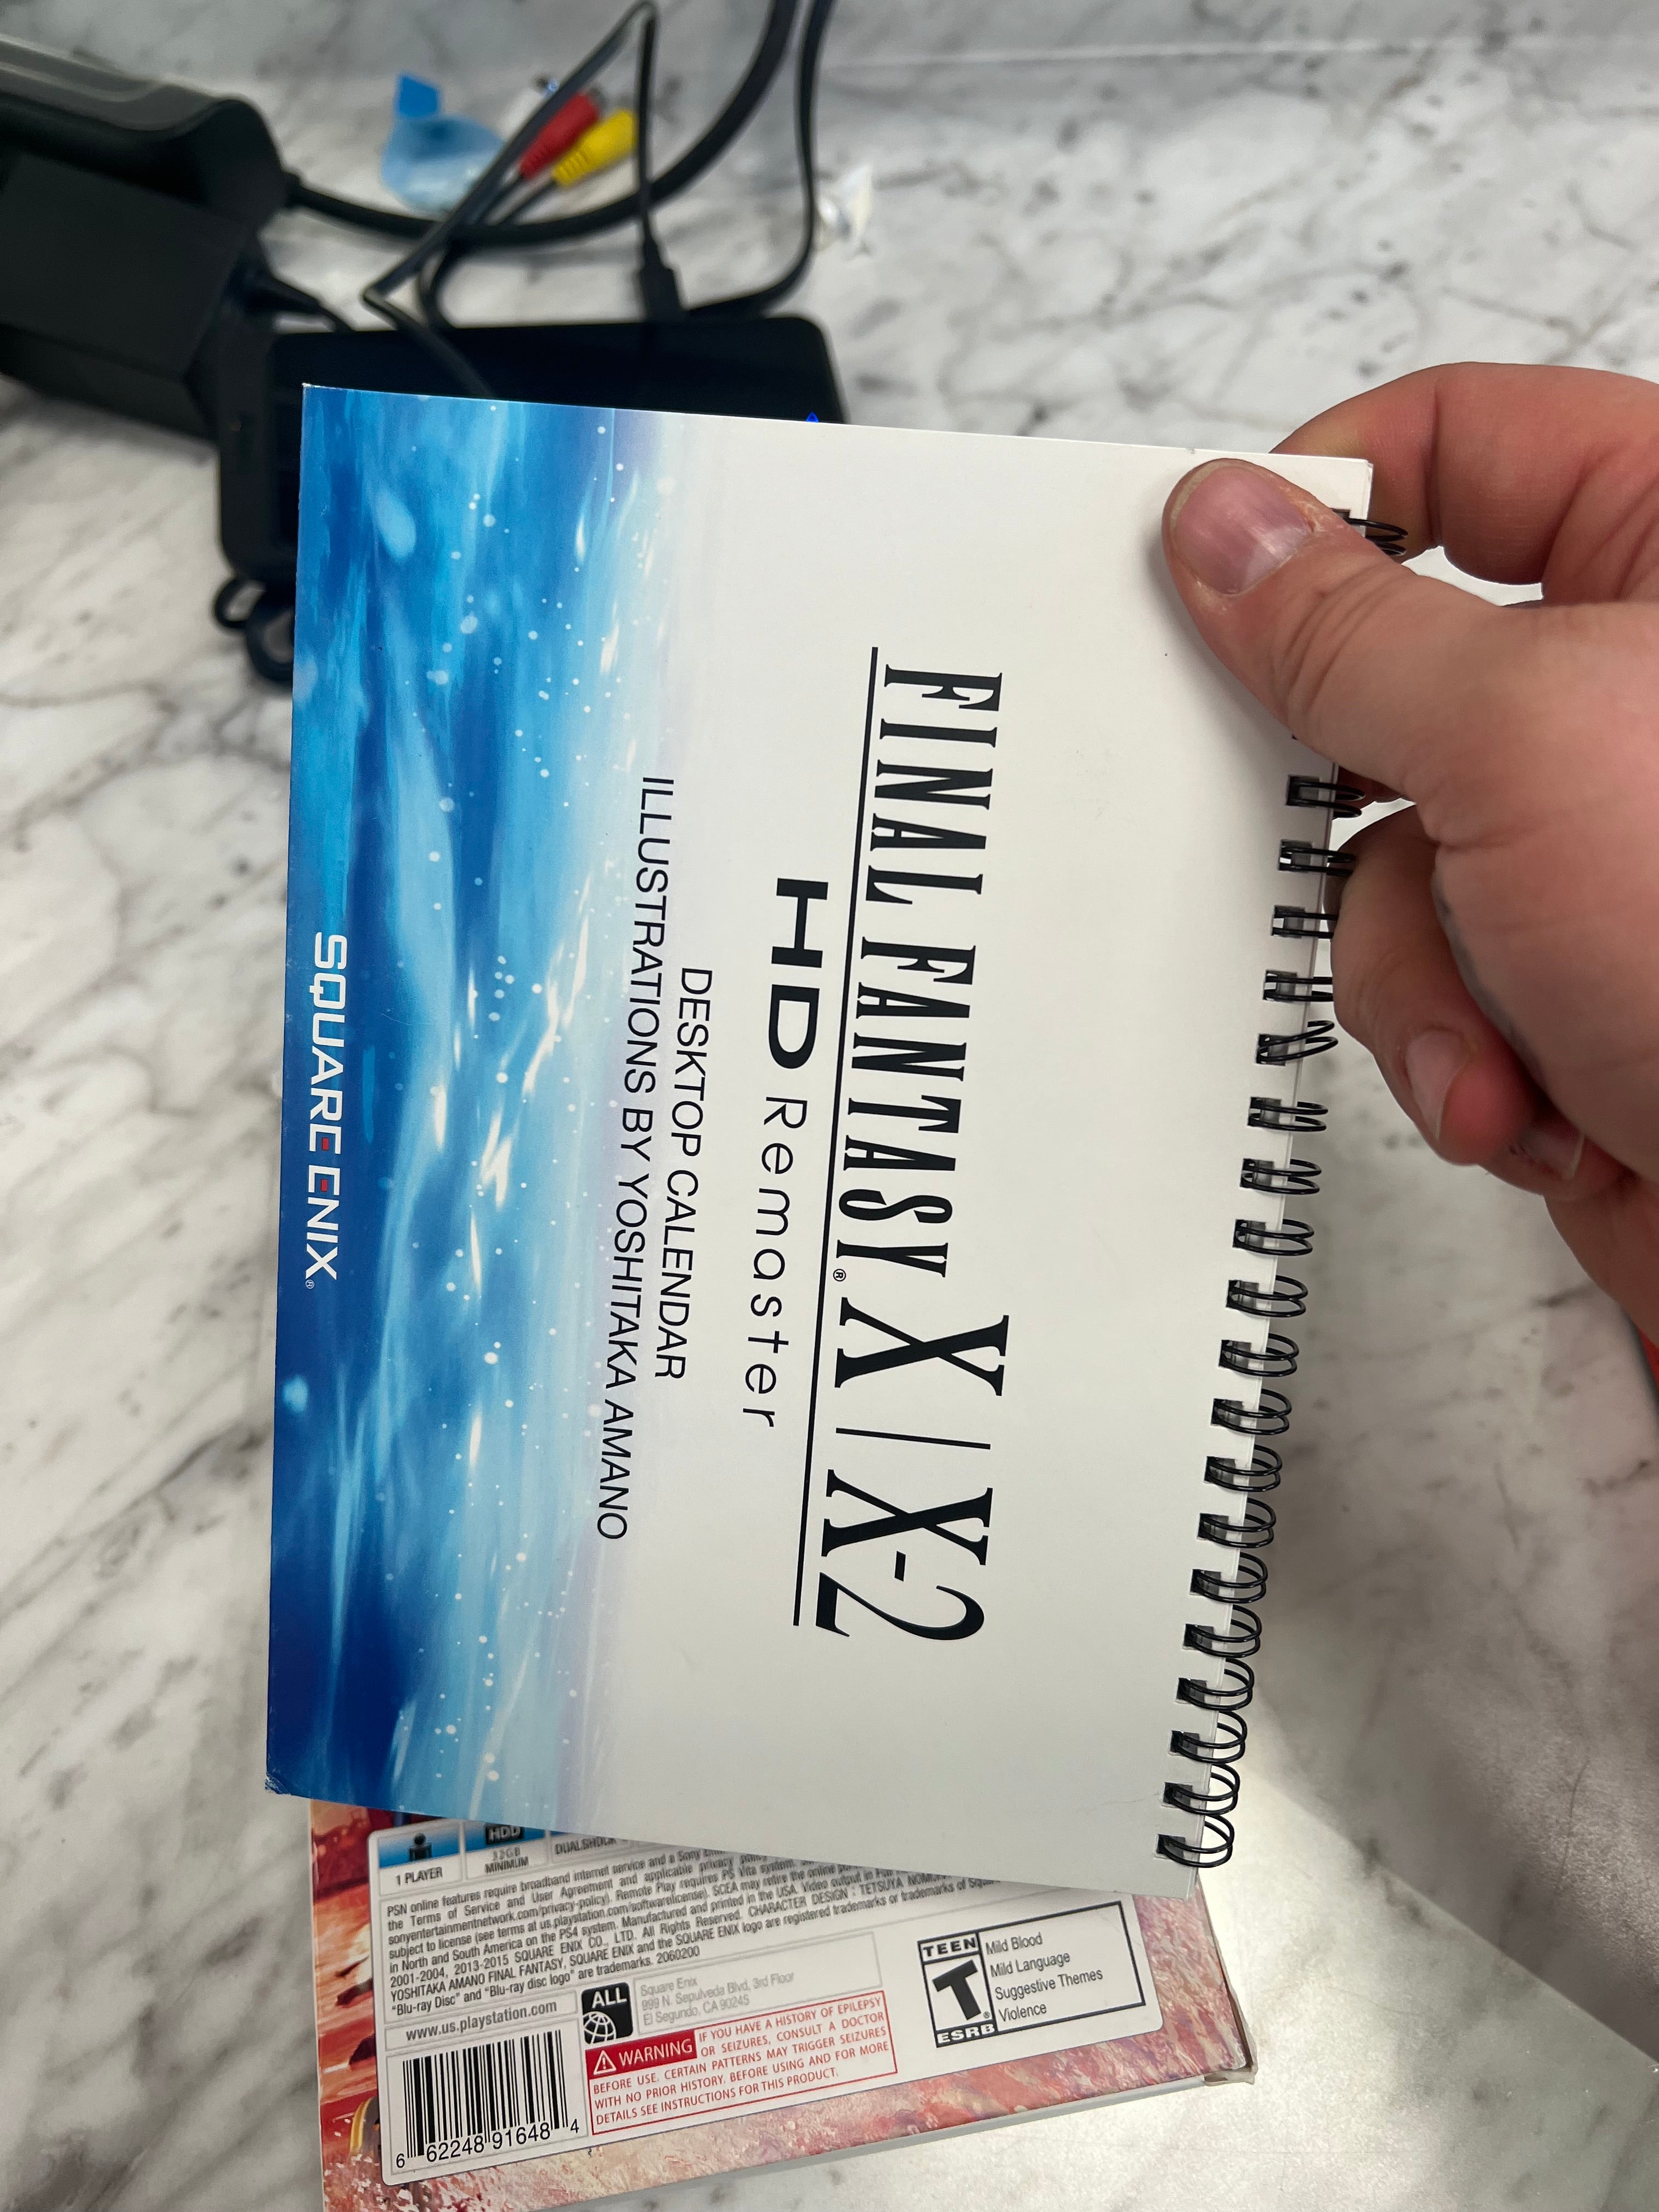 FINAL FANTASY® X | X-2
HD Remaster
DESKTOP CALENDAR
ILLUSTRATIONS BY YOSHITAKA AMANO
SQUARE ENIX®
1 PLAYER
HDD
32GB
MINIMUM
PSN online features require broadband internet service and a Sony
the Terms of Service and User Agreement and applicable privacy
sonyentertainmentnetwork.com/privacy-policy). Remote Play requires PS Vita system.
subject to license (see terms at us.playstation.com/softwarelicense). SCEA may retire the online
in North and South America on the PS4 system. Manufactured and printed in the USA. Video output in
2001-2004, 2013-2015 SQUARE ENIX CO., LTD. All Rights Reserved. CHARACTER DESIGN : TETSUYA
YOSHITAKA AMANO FINAL FANTASY, SQUARE ENIX and the SQUARE ENIX logo are registered trademarks or trademarks of
"Blu-ray Disc" and "Blu-ray disc logo" are trademarks. 2060200
www.us.playstation.com
ALL
Square Enix
999 N. Sepulveda Blvd, 3rd Floor
El Segundo, CA 90245
WARNING IF YOU HAVE A HISTORY OF EPILEPSY
OR SEIZURES, CONSULT A DOCTOR
BEFORE USE. CERTAIN PATTERNS MAY TRIGGER SEIZURES
WITH NO PRIOR HISTORY. BEFORE USING AND FOR MORE
DETAILS SEE INSTRUCTIONS FOR THIS PRODUCT.
TEEN
T®
ESRB
Mild Blood
Mild Language
Suggestive Themes
Violence
6 62248 91648 4